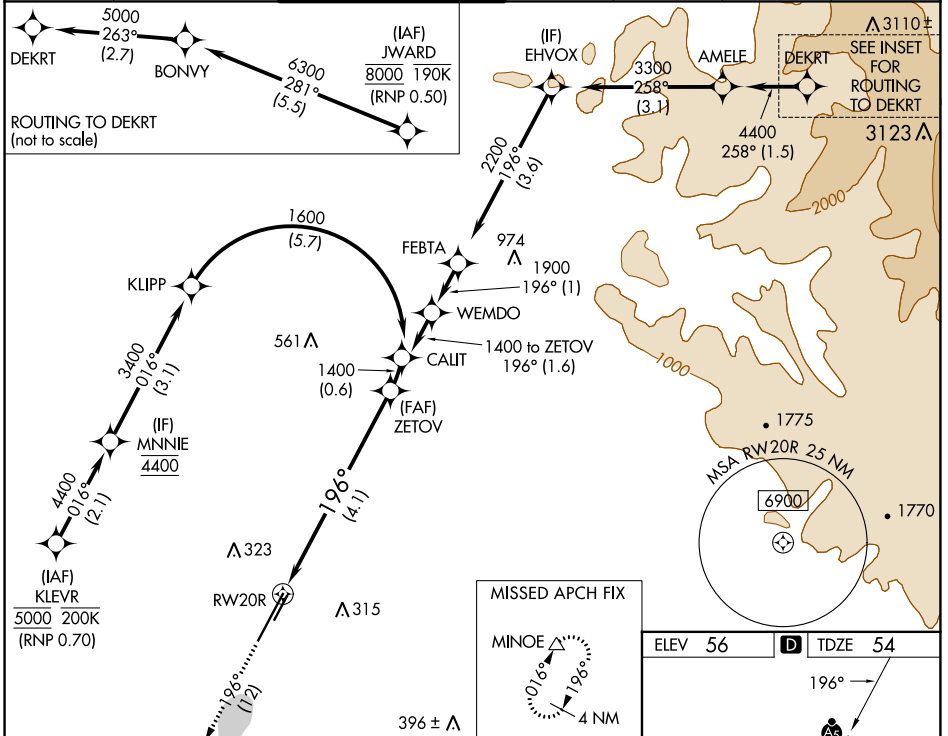 5000
263°
(2.7)
DEKRT
BONVY
6300
281°
(5.5)
(IAF)
JWARD
8000 190K
(RNP 0.50)
ROUTING TO DEKRT
(not to scale)
(IF)
EHVOX
3300
258°
(3.1)
AMELE
DEKRT
4400
258° (1.5)
3110 ±
SEE INSET
FOR
ROUTING
TO DEKRT
3123
2000
2200
196°
(3.6)
1600
(5.7)
KLIPP
FEBTA
974
1900
196° (1)
WEMDO
561
CALIT
1400 to ZETOV
196° (1.6)
1400
(0.6)
(FAF)
ZETOV
1000
3400
016°
(3.1)
(IF)
MNNIE
4400
4400
016°
(2.1)
(IAF)
KLEVR
5000 200K
(RNP 0.70)
196°
(4.1)
1775
MSA RW20R 25 NM
6900
1770
323
RW20R
315
196°
(12)
396 ±
MISSED APCH FIX
MINOE
016°
196°
4 NM
ELEV 56
D
TDZE 54
196°
A5